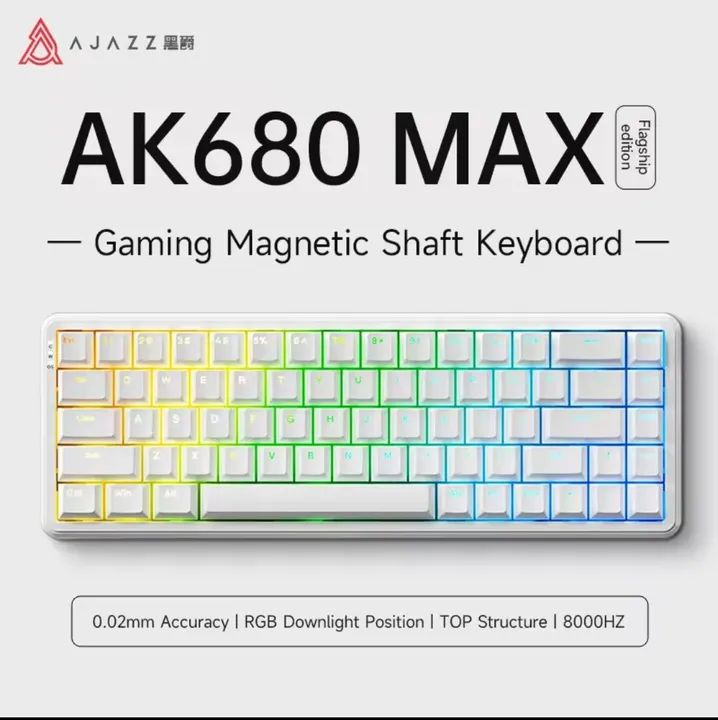 AJAZZ 黑爵
AK680 MAX
Flagship
edition
— Gaming Magnetic Shaft Keyboard —
0.02mm Accuracy | RGB Downlight Position | TOP Structure | 8000HZ